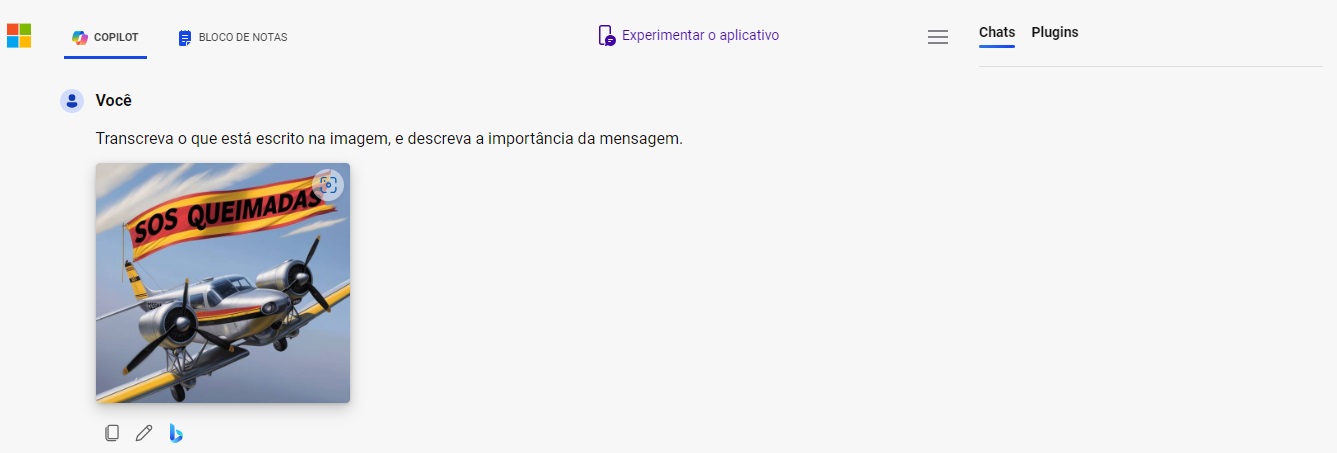 COPILOT
BLOCO DE NOTAS
Experimentar o aplicativo
Chats
Plugins
Você
Transcreva o que está escrito na imagem, e descreva a importância da mensagem.
SOS QUEIMADAS